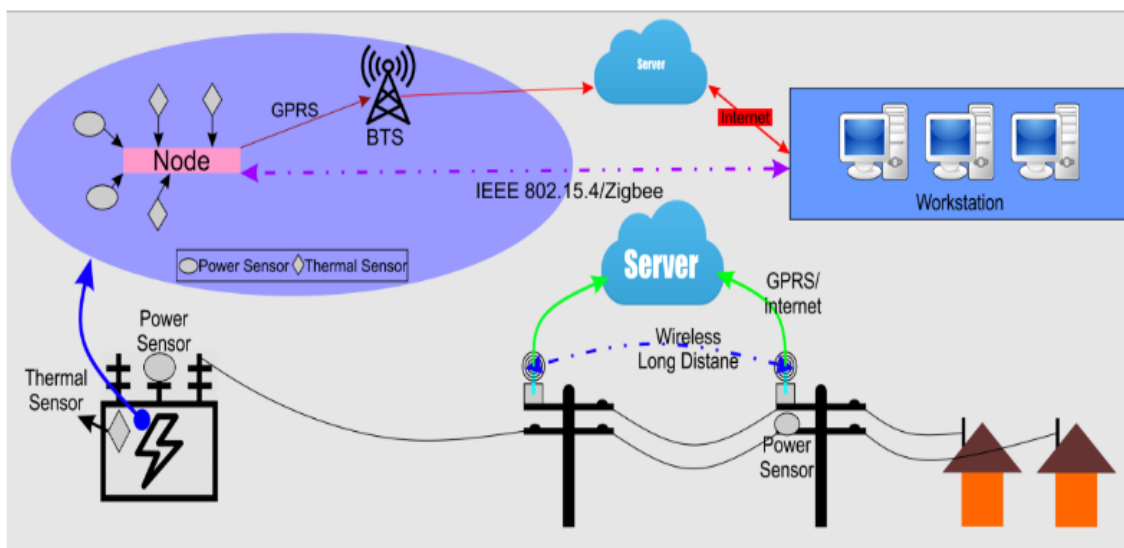 Server
GPRS
BTS
Internet
Node
IEEE 802.15.4/Zigbee
Workstation
Power Sensor
Thermal Sensor
Server
GPRS/
Internet
Power
Sensor
Wireless
Long Distane
Thermal
Sensor
Power
Sensor